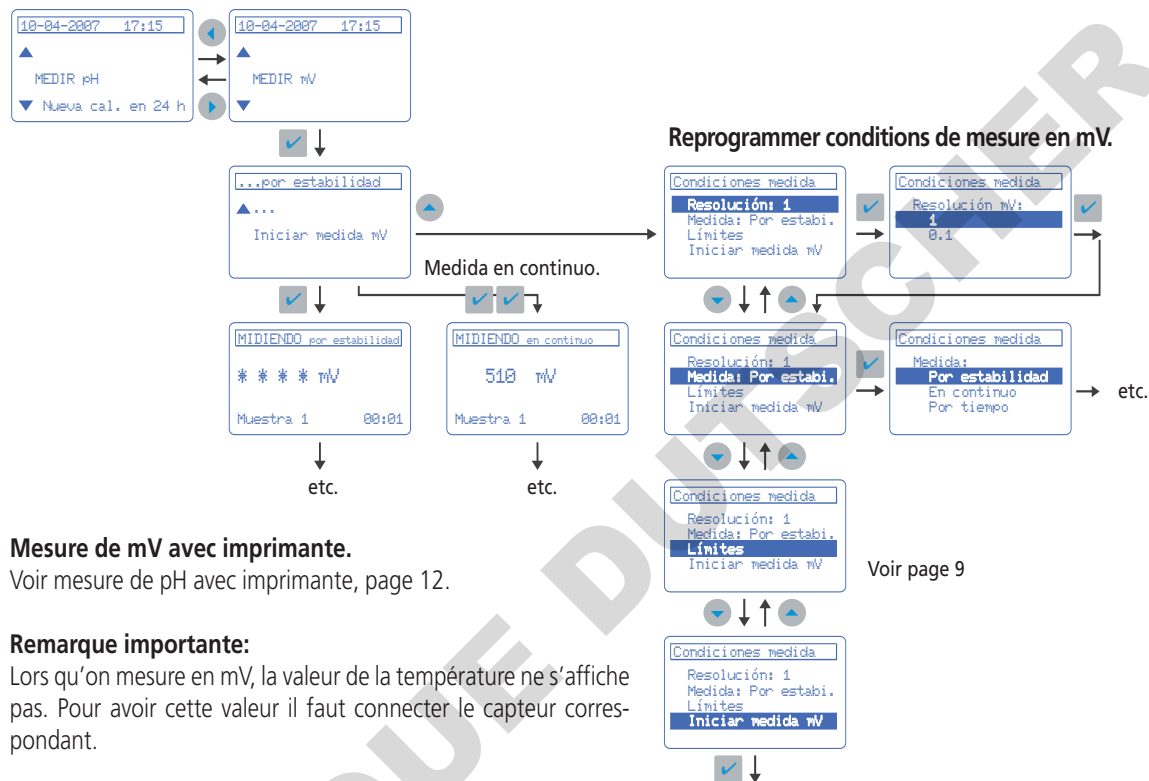 10-04-2007 17:15
MEDIR pH
Nueva cal. en 24 h
10-04-2007 17:15
MEDIR mV
...por estabilidad
...
Iniciar medida mV
Medida en continuo.
MIDIENDO por estabilidad
* * * * mV
Muestra 1 00:01
etc.
MIDIENDO en continuo
510 mV
Muestra 1 00:01
etc.
Reprogrammer conditions de mesure en mV.
Condiciones medida
Resolución: 1
Medida: Por estabi.
Límites
Iniciar medida mV
Condiciones medida
Resolución mV:
1
0.1
Condiciones medida
Resolución: 1
Medida: Por estabi.
Límites
Iniciar medida mV
Condiciones medida
Medida:
Por estabilidad
En continuo
Por tiempo
etc.
Condiciones medida
Resolución: 1
Medida: Por estabi.
Límites
Iniciar medida mV
Voir page 9
Condiciones medida
Resolución: 1
Medida: Por estabi.
Límites
Iniciar medida mV
Mesure de mV avec imprimante.
Voir mesure de pH avec imprimante, page 12.
Remarque importante:
Lors qu'on mesure en mV, la valeur de la température ne s'affiche
pas. Pour avoir cette valeur il faut connecter le capteur corres-
pondant.
UE DUTSCHER